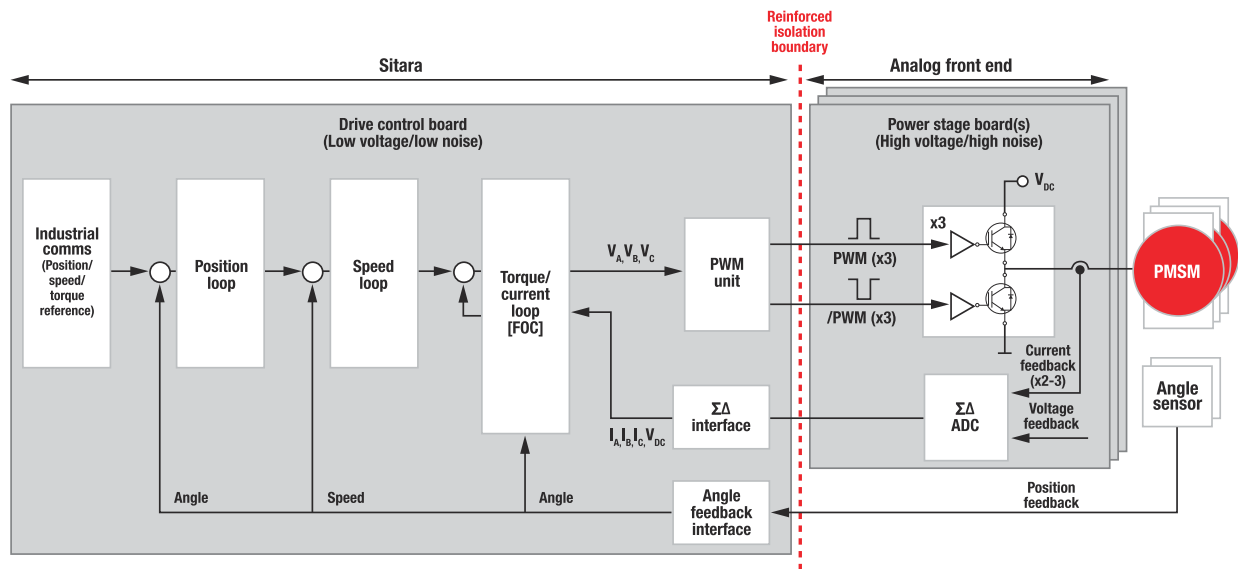 Reinforced
isolation
boundary
Sitara
Analog front end
Drive control board
(Low voltage/low noise)
Power stage board(s)
(High voltage/high noise)
Industrial
comms
(Position/
speed/
torque
reference)
Position
loop
Speed
loop
Torque/
current
loop
[FOC]
VA,VB,VC
PWM
unit
PWM (x3)
/PWM (x3)
x3
VDC
PMSM
Current
feedback
(x2-3)
Voltage
feedback
ΣΔ
ADC
ΣΔ
interface
IA,IB,IC,VDC
Angle
sensor
Angle
Speed
Angle
Angle
feedback
interface
Position
feedback